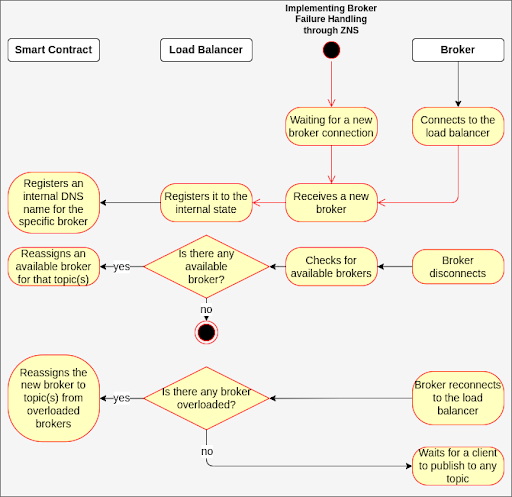 Implementing Broker
Failure Handling
through ZNS
Smart Contract
Load Balancer
Broker
Waiting for a new
broker connection
Connects to the
load balancer
Registers an
internal DNS
name for the
specific broker
Registers it to the
internal state
Receives a new
broker
Reassigns an
available broker
for that topic(s)
yes
Is there any
available
broker?
Checks for
available brokers
Broker
disconnects
no
Reassigns the
new broker to
topic(s) from
overloaded
brokers
yes
Is there any broker
overloaded?
Broker reconnects
to the load
balancer
no
Waits for a client
to publish to any
topic